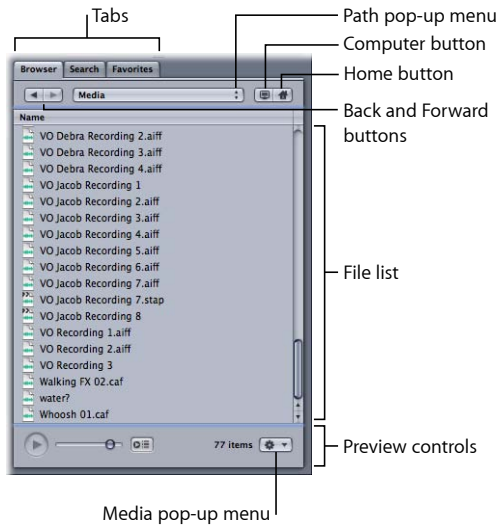 Tabs
Path pop-up menu
Computer button
Home button
Browser Search Favorites
Media
Back and Forward
buttons
Name
VO Debra Recording 2.aiff
VO Debra Recording 3.aiff
VO Debra Recording 4.aiff
VO Jacob Recording 1
VO Jacob Recording 2.aiff
VO Jacob Recording 3.aiff
VO Jacob Recording 4.aiff
VO Jacob Recording 5.aiff
VO Jacob Recording 6.aiff
VO Jacob Recording 7.aiff
VO Jacob Recording 7.stap
VO Jacob Recording 8
VO Recording 1.aiff
VO Recording 2.aiff
VO Recording 3
Walking FX 02.caf
water?
Whoosh 01.caf
File list
77 items
Preview controls
Media pop-up menu